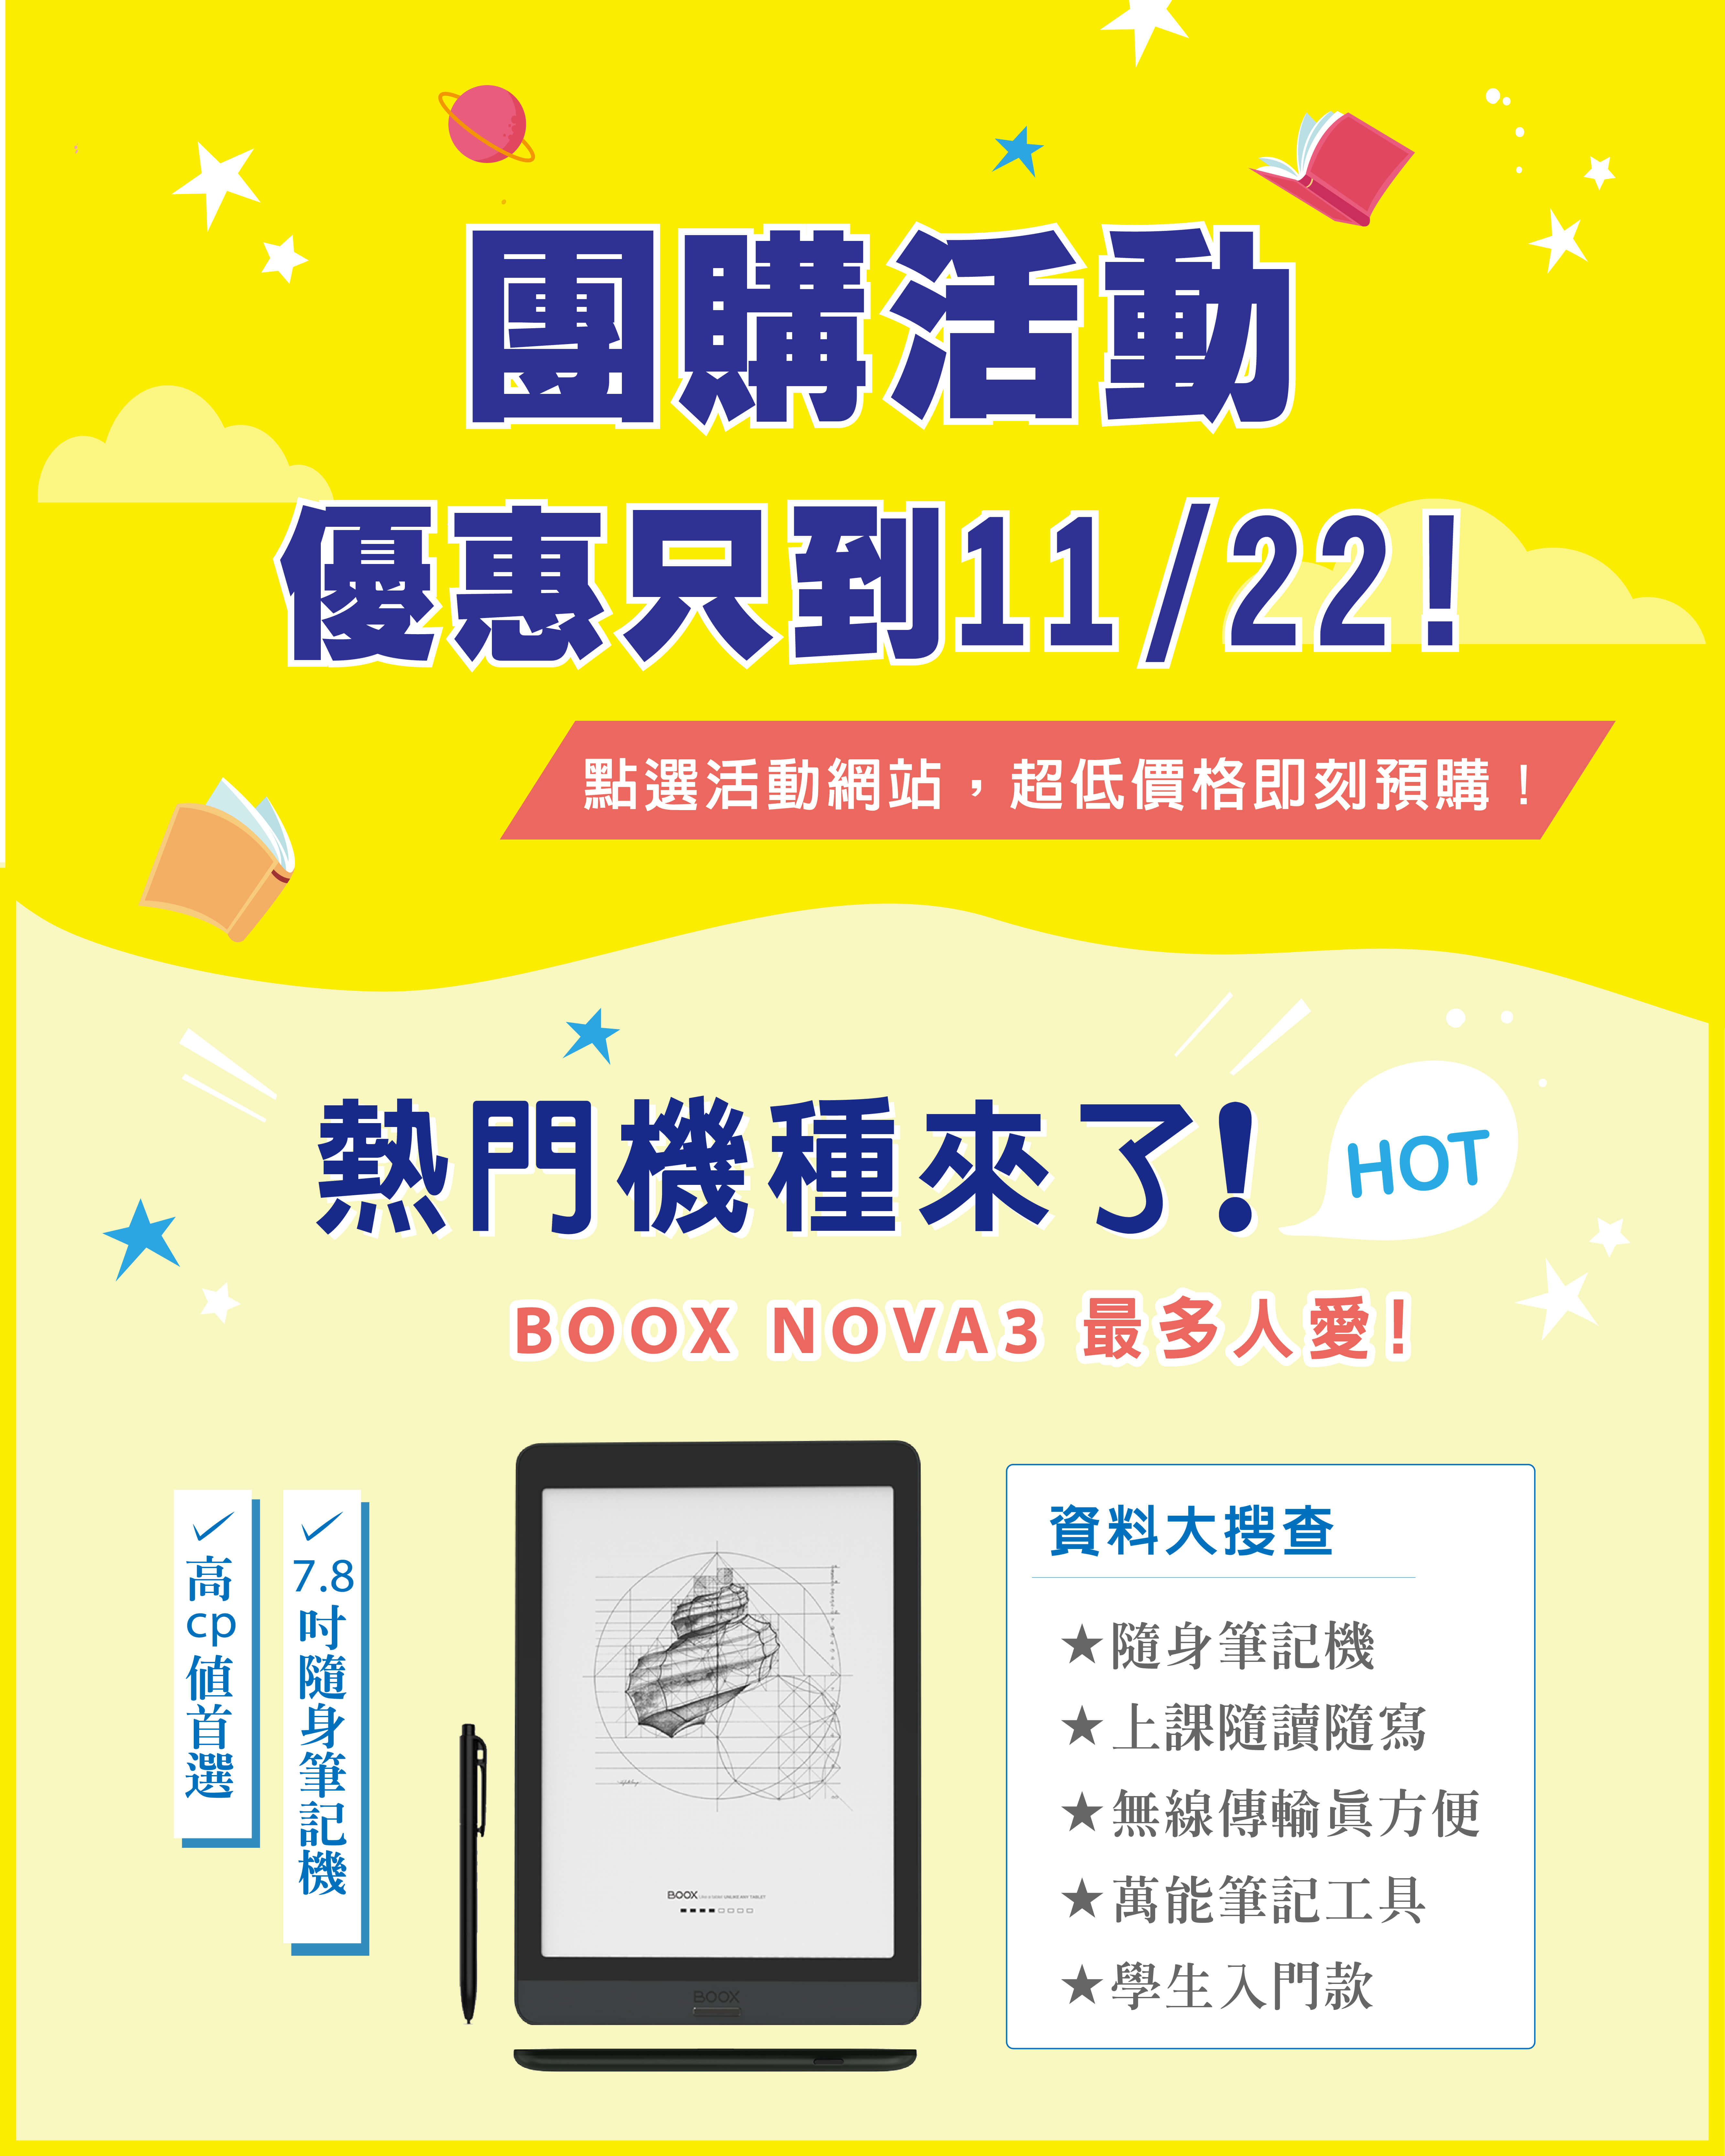 團購活動
優惠只到11/22!
點選活動網站，超低價格即刻預購！
熱門機種來了!
HOT
BOOX NOVA3 最多人愛!
✓高cp值首選
✓7.8吋隨身筆記機
BOOX
UNLIKE ANY TABLET
BOOX
資料大搜查
★隨身筆記機
★上課隨讀隨寫
★無線傳輸眞方便
★萬能筆記工具
★學生入門款